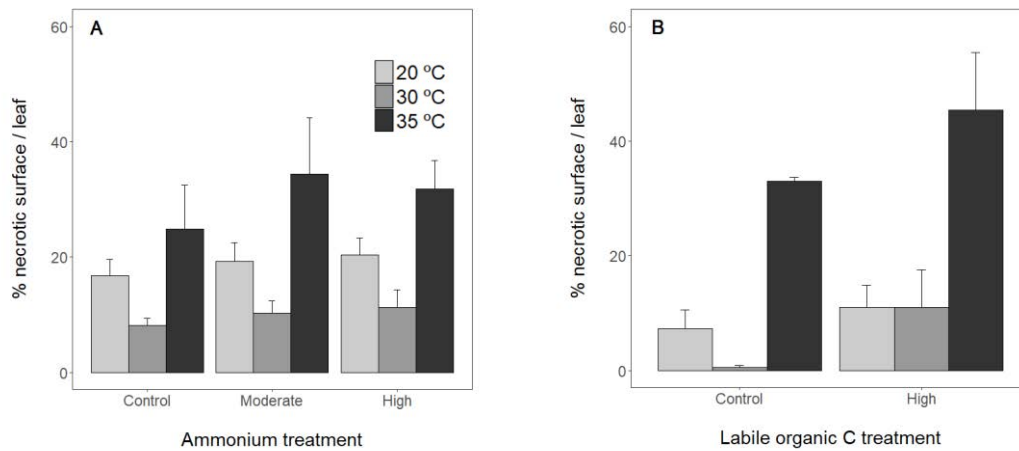 A
60
40
20
0
% necrotic surface / leaf
20 ºC
30 ºC
35 ºC
Control Moderate High
Ammonium treatment
B
60
40
20
0
% necrotic surface / leaf
Control High
Labile organic C treatment